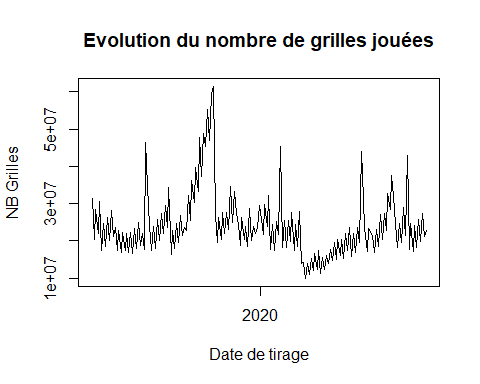 Evolution du nombre de grilles jouées
NB Grilles
5e+07
3e+07
1e+07
2020
Date de tirage